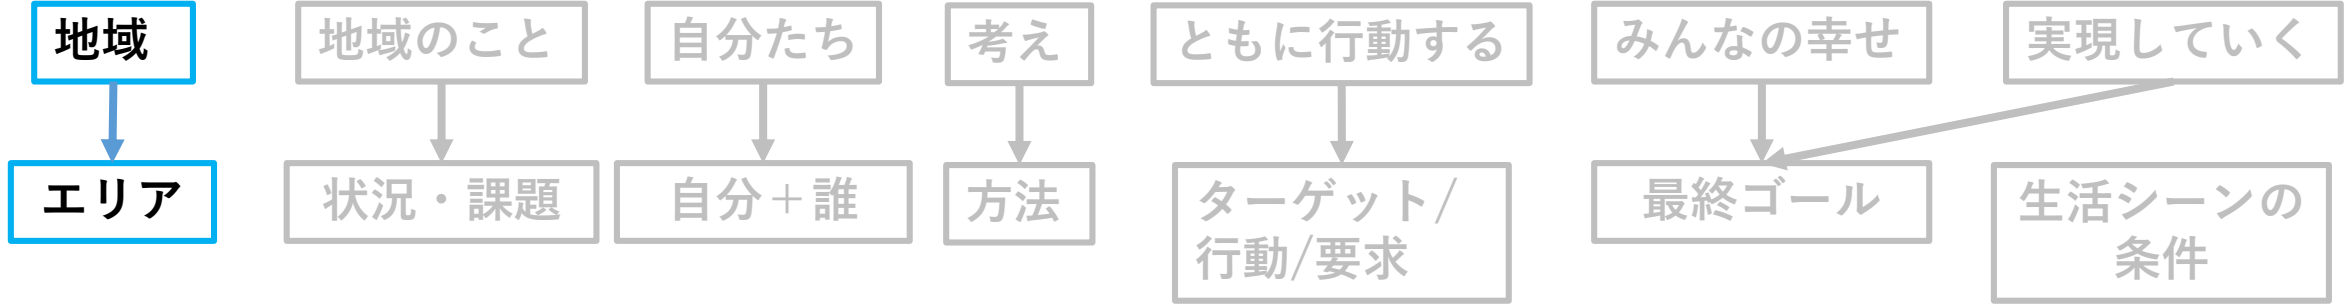 地域
地域のこと
自分たち
考え
ともに行動する
みんなの幸せ
実現していく
エリア
状況・課題
自分＋誰
方法
ターゲット/
行動/要求
最終ゴール
生活シーンの
条件